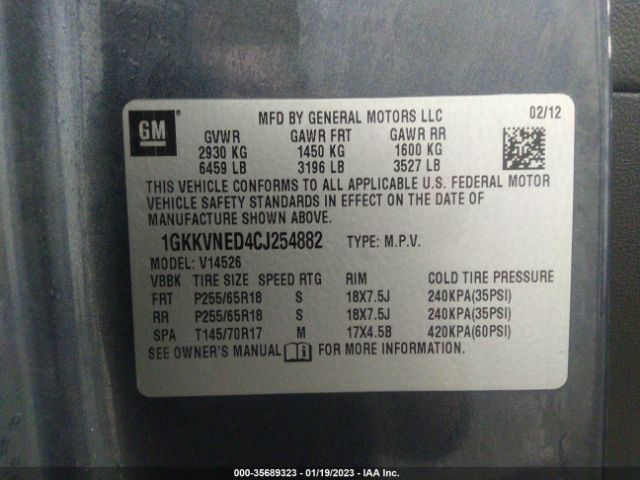 GM ®
MFD BY GENERAL MOTORS LLC 02/12
GVWR GAWR FRT GAWR RR
2930 KG 1450 KG 1600 KG
6459 LB 3196 LB 3527 LB
THIS VEHICLE CONFORMS TO ALL APPLICABLE U.S. FEDERAL MOTOR
VEHICLE SAFETY STANDARDS IN EFFECT ON THE DATE OF
MANUFACTURE SHOWN ABOVE.
1GKKVNED4CJ254882 TYPE: M.P.V.
MODEL: V14526
VBBK TIRE SIZE SPEED RTG RIM COLD TIRE PRESSURE
FRT P255/65R18 S 18X7.5J 240KPA(35PSI)
RR P255/65R18 S 18X7.5J 240KPA(35PSI)
SPA T145/70R17 M 17X4.5B 420KPA(60PSI)
SEE OWNER'S MANUAL FOR MORE INFORMATION.
000-35689323 - 01/19/2023 - IAA Inc.